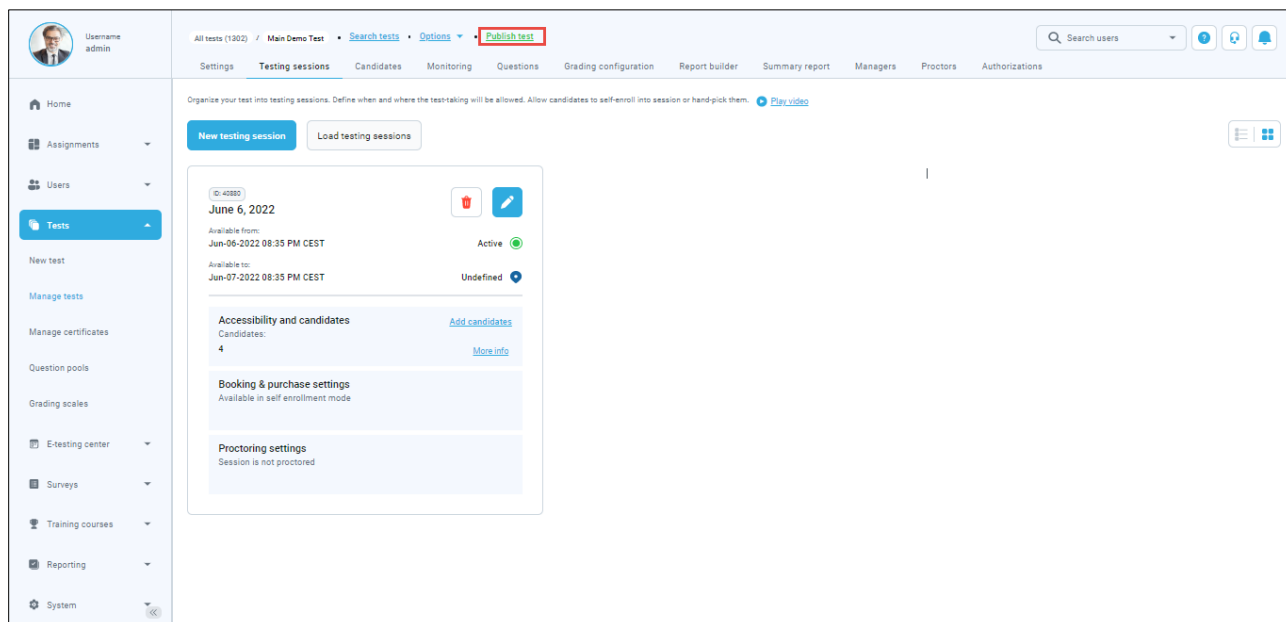 Username
admin
All tests (1302) / Main Demo Test • Search tests • Options • Publish test
Search users
Settings Testing sessions Candidates Monitoring Questions Grading configuration Report builder Summary report Managers Proctors Authorizations
Home
Assignments
Users
Tests
New test
Manage tests
Manage certificates
Question pools
Grading scales
E-testing center
Surveys
Training courses
Reporting
System
Organize your test into testing sessions. Define when and where the test-taking will be allowed. Allow candidates to self-enroll into session or hand-pick them. Play video
New testing session Load testing sessions
ID: 40880
June 6, 2022
Available from:
Jun-06-2022 08:35 PM CEST Active
Available to:
Jun-07-2022 08:35 PM CEST Undefined
Accessibility and candidates Add candidates
Candidates:
4 More info
Booking & purchase settings
Available in self enrollment mode
Proctoring settings
Session is not proctored